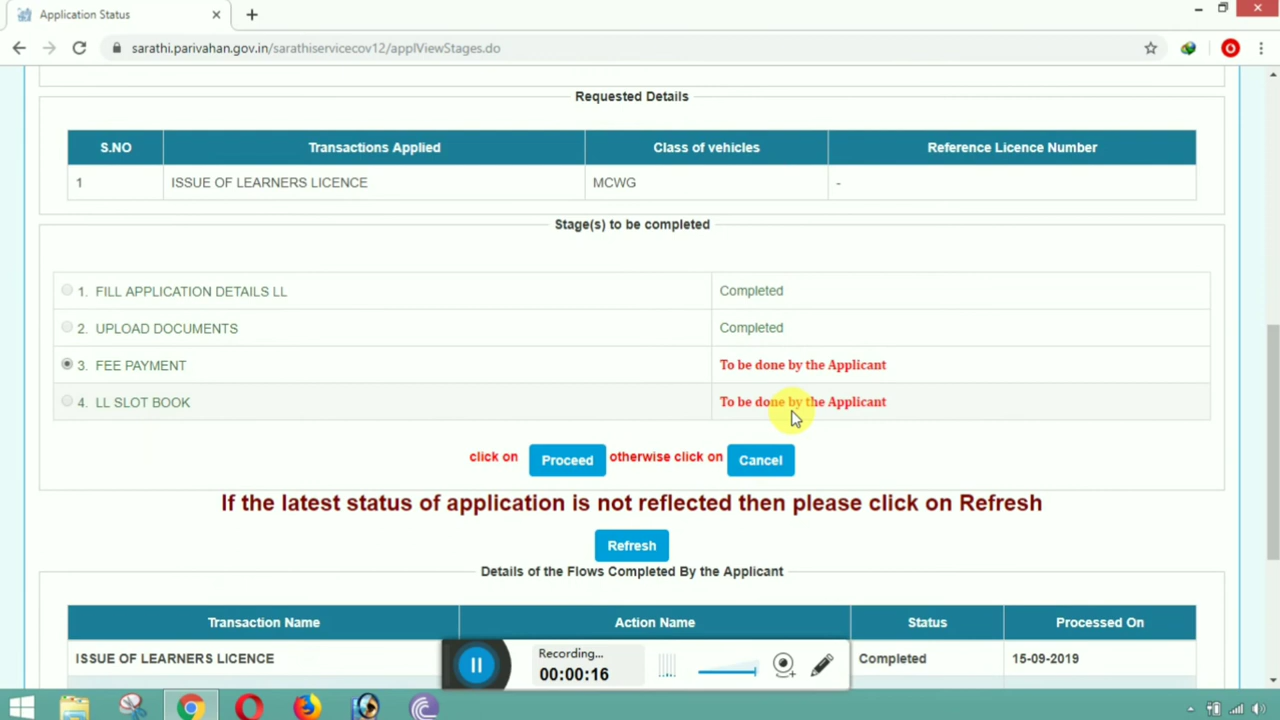 Application Status
sarathi.parivahan.gov.in/sarathiservicecov12/applViewStages.do
Requested Details
S.NO Transactions Applied Class of vehicles Reference Licence Number
1 ISSUE OF LEARNERS LICENCE MCWG -
Stage(s) to be completed
1. FILL APPLICATION DETAILS LL Completed
2. UPLOAD DOCUMENTS Completed
3. FEE PAYMENT To be done by the Applicant
4. LL SLOT BOOK To be done by the Applicant
click on Proceed otherwise click on Cancel
If the latest status of application is not reflected then please click on Refresh
Refresh
Details of the Flows Completed By the Applicant
Transaction Name Action Name Status Processed On
ISSUE OF LEARNERS LICENCE Completed 15-09-2019
Recording...
00:00:16